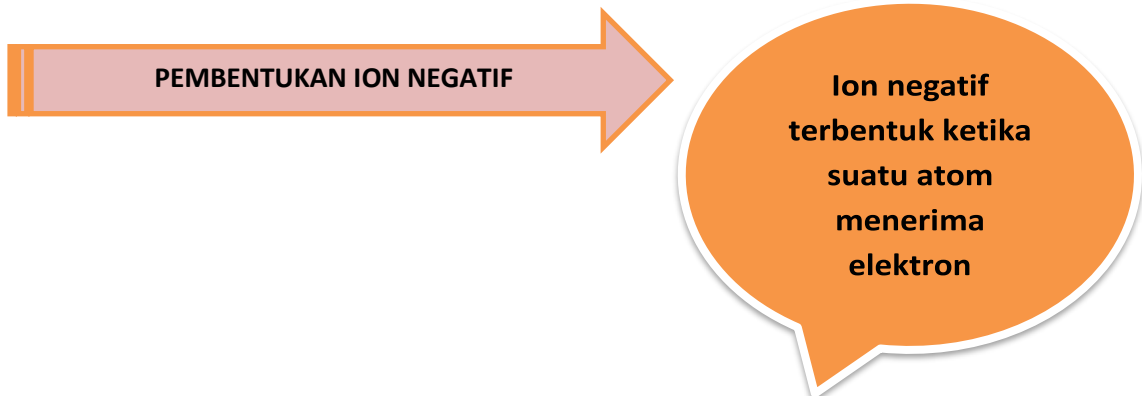 PEMBENTUKAN ION NEGATIF
Ion negatif
terbentuk ketika
suatu atom
menerima
elektron